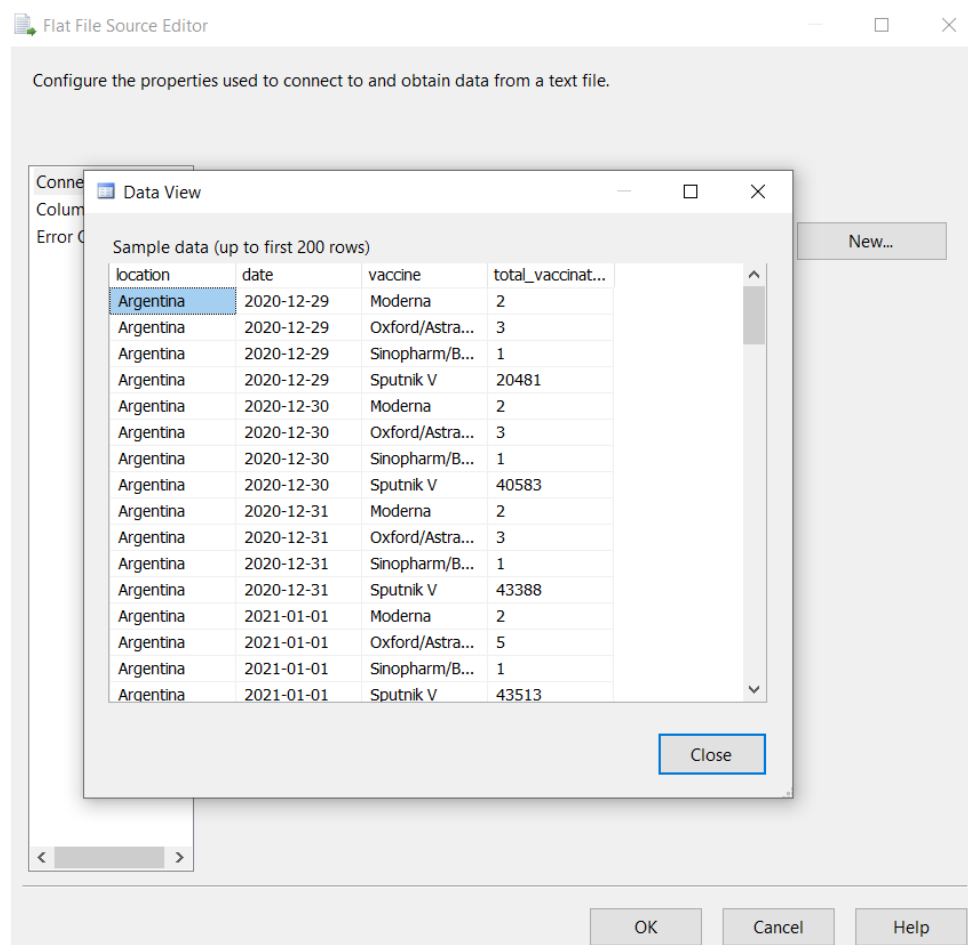 Flat File Source Editor
Configure the properties used to connect to and obtain data from a text file.
Conne
Colum
Error C
New...
Data View
Sample data (up to first 200 rows)
location date vaccine total_vaccinat...
Argentina 2020-12-29 Moderna 2
Argentina 2020-12-29 Oxford/Astra... 3
Argentina 2020-12-29 Sinopharm/B... 1
Argentina 2020-12-29 Sputnik V 20481
Argentina 2020-12-30 Moderna 2
Argentina 2020-12-30 Oxford/Astra... 3
Argentina 2020-12-30 Sinopharm/B... 1
Argentina 2020-12-30 Sputnik V 40583
Argentina 2020-12-31 Moderna 2
Argentina 2020-12-31 Oxford/Astra... 3
Argentina 2020-12-31 Sinopharm/B... 1
Argentina 2020-12-31 Sputnik V 43388
Argentina 2021-01-01 Moderna 2
Argentina 2021-01-01 Oxford/Astra... 5
Argentina 2021-01-01 Sinopharm/B... 1
Argentina 2021-01-01 Sputnik V 43513
Close
OK Cancel Help